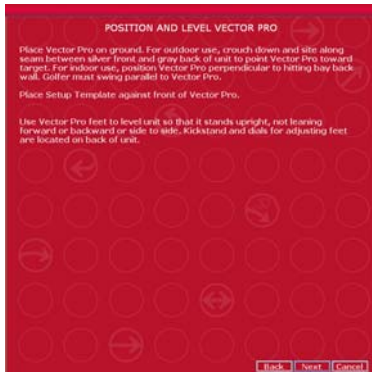 POSITION AND LEVEL VECTOR PRO
Place Vector Pro on ground. For outdoor use, crouch down and site along
seam between silver front and gray back of unit to point Vector Pro toward
target. For indoor use, position Vector Pro perpendicular to hitting bay back
wall. Golfer must swing parallel to Vector Pro.
Place Setup Template against front of Vector Pro.
Use Vector Pro feet to level unit so that it stands upright, not leaning
forward or backward or side to side. Kickstand and dials for adjusting feet
are located on back of unit.
Back Next Cancel